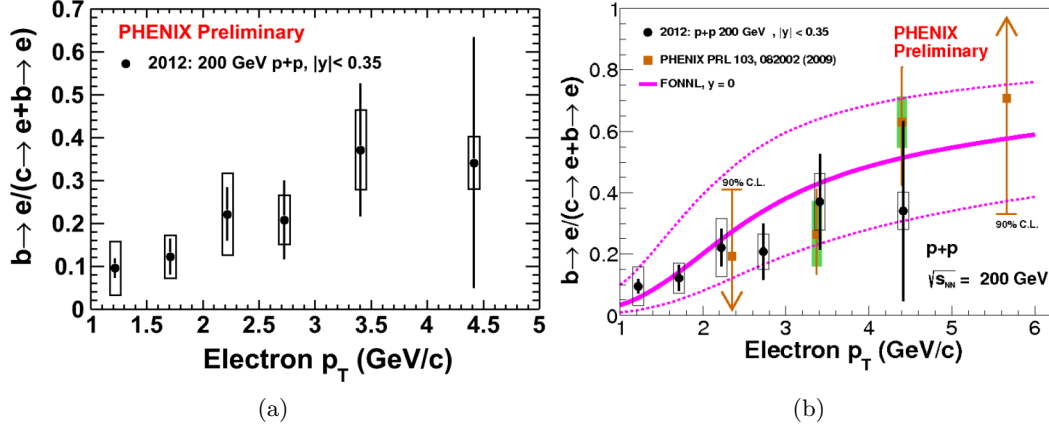 PHENIX Preliminary
2012: 200 GeV p+p, |y|< 0.35
b→ e/(c→ e+b→ e)
0.7
0.6
0.5
0.4
0.3
0.2
0.1
0
1 1.5 2 2.5 3 3.5 4 4.5 5
Electron pT (GeV/c)
(a)
2012: p+p 200 GeV , |y| < 0.35
PHENIX PRL 103, 082002 (2009)
FONNL, y = 0
PHENIX
Preliminary
b→ e/(c→ e+b→ e)
1
0.8
0.6
0.4
0.2
0
90% C.L.
90% C.L.
p+p
√sNN = 200 GeV
1 2 3 4 5 6
Electron pT (GeV/c)
(b)